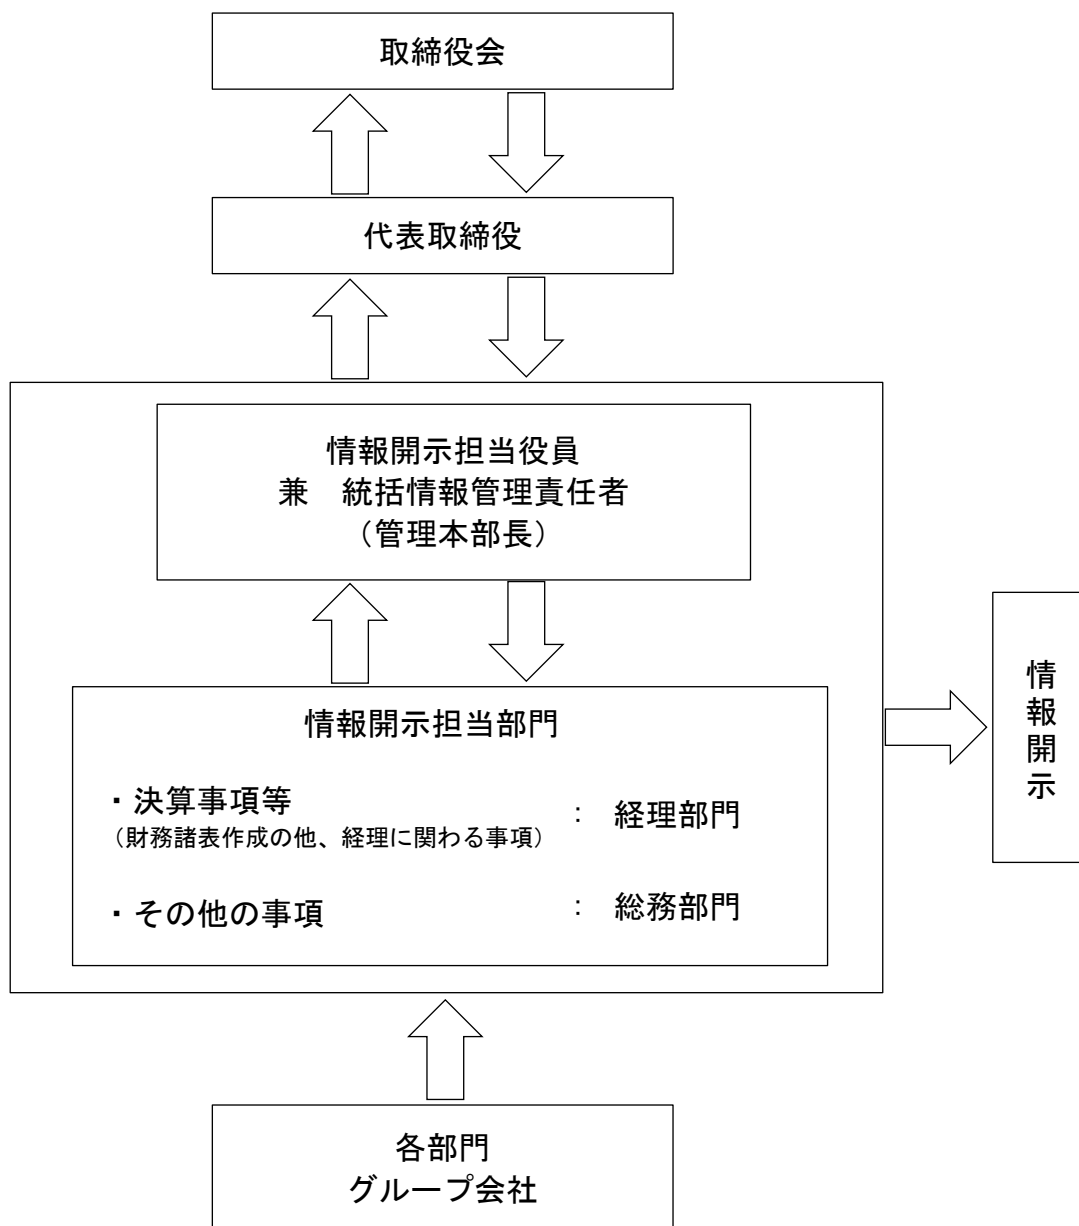 取締役会
代表取締役
情報開示担当役員
兼　統括情報管理責任者
（管理本部長）
情報開示担当部門
・決算事項等　：　経理部門
（財務諸表作成の他、経理に関わる事項）
・その他の事項　：　総務部門
情報開示
各部門
グループ会社